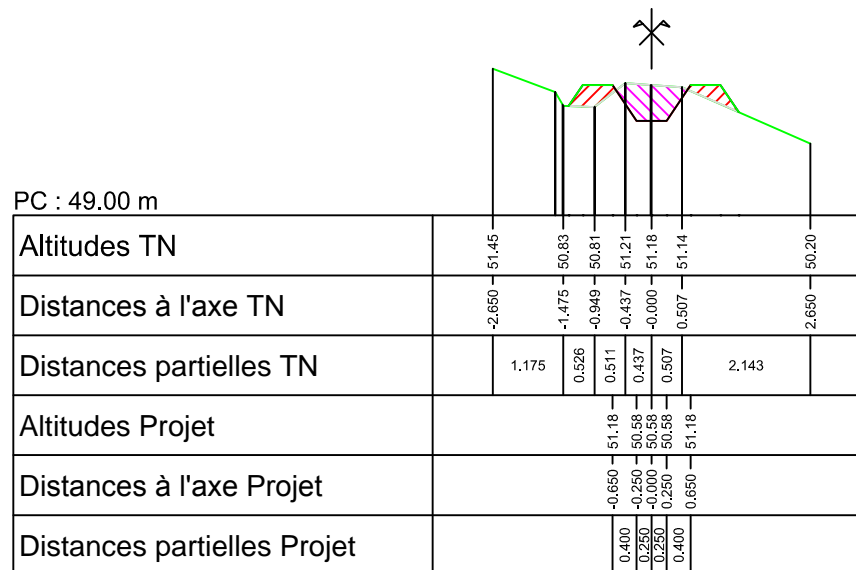 PC : 49.00 m
Altitudes TN
51.45 50.83 50.81 51.21 51.18 51.14 50.20
Distances à l'axe TN
-2.650 -1.475 -0.949 -0.437 -0.000 0.507 2.650
Distances partielles TN
1.175 0.526 0.511 0.437 0.507 2.143
Altitudes Projet
51.18 50.58 50.58 50.58 51.18
Distances à l'axe Projet
-0.650 -0.250 -0.000 0.250 0.650
Distances partielles Projet
0.400 0.250 0.250 0.400